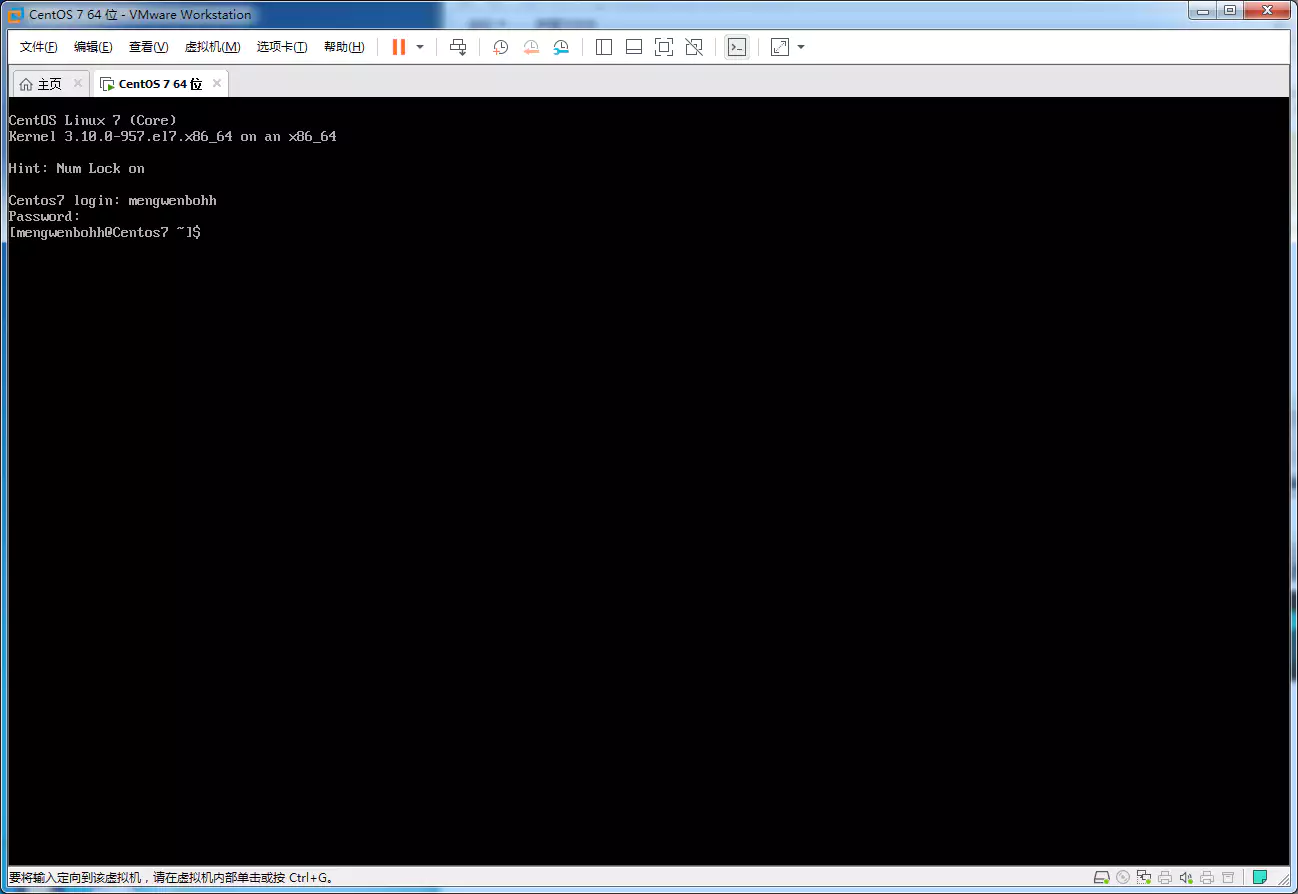 CentOS 7 64 位 - VMware Workstation
文件(F) 编辑(E) 查看(V) 虚拟机(M) 选项卡(T) 帮助(H)
主页 CentOS 7 64 位
CentOS Linux 7 (Core)
Kernel 3.10.0-957.el7.x86_64 on an x86_64
Hint: Num Lock on
Centos7 login: mengwenbohh
Password:
[mengwenbohh@Centos7 ~]$
要将输入定向到该虚拟机，请在虚拟机内部单击或按 Ctrl+G。